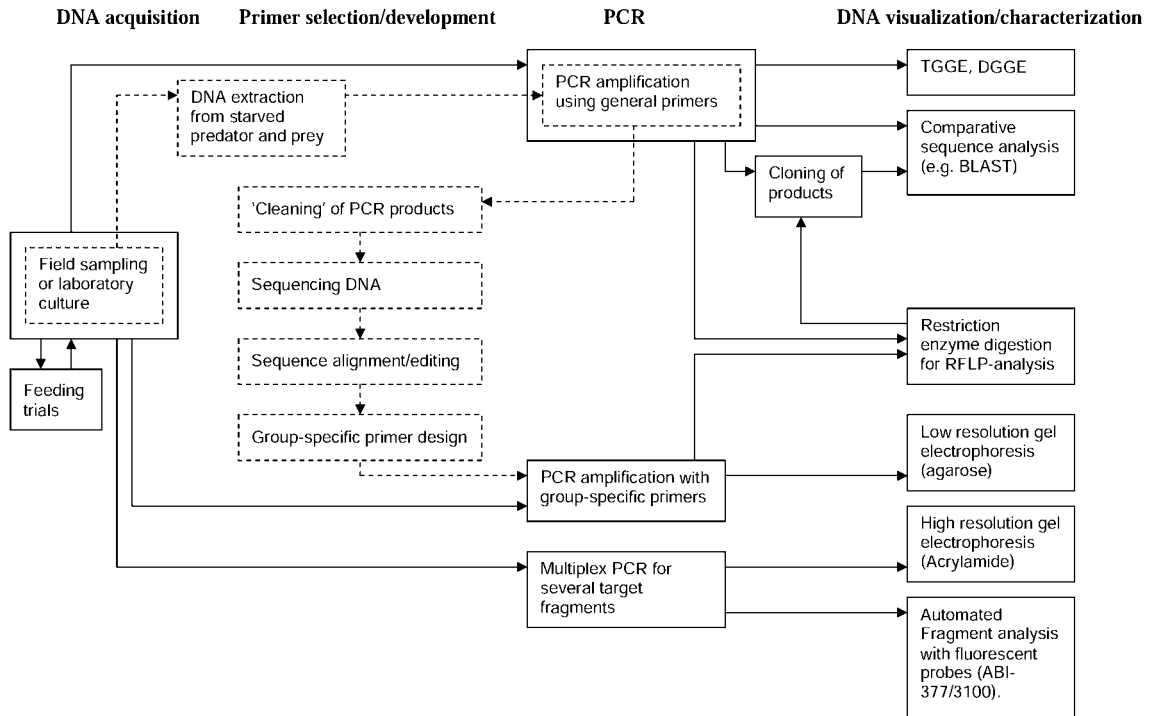 DNA acquisition
Primer selection/development
PCR
DNA visualization/characterization
DNA extraction
from starved
predator and prey
PCR amplification
using general primers
TGGE, DGGE
Comparative
sequence analysis
(e.g. BLAST)
Cloning of
products
'Cleaning' of PCR products
Field sampling
or laboratory
culture
Sequencing DNA
Sequence alignment/editing
Restriction
enzyme digestion
for RFLP-analysis
Feeding
trials
Group-specific primer design
Low resolution gel
electrophoresis
(agarose)
PCR amplification with
group-specific primers
High resolution gel
electrophoresis
(Acrylamide)
Multiplex PCR for
several target
fragments
Automated
Fragment analysis
with fluorescent
probes (ABI-
377/3100).